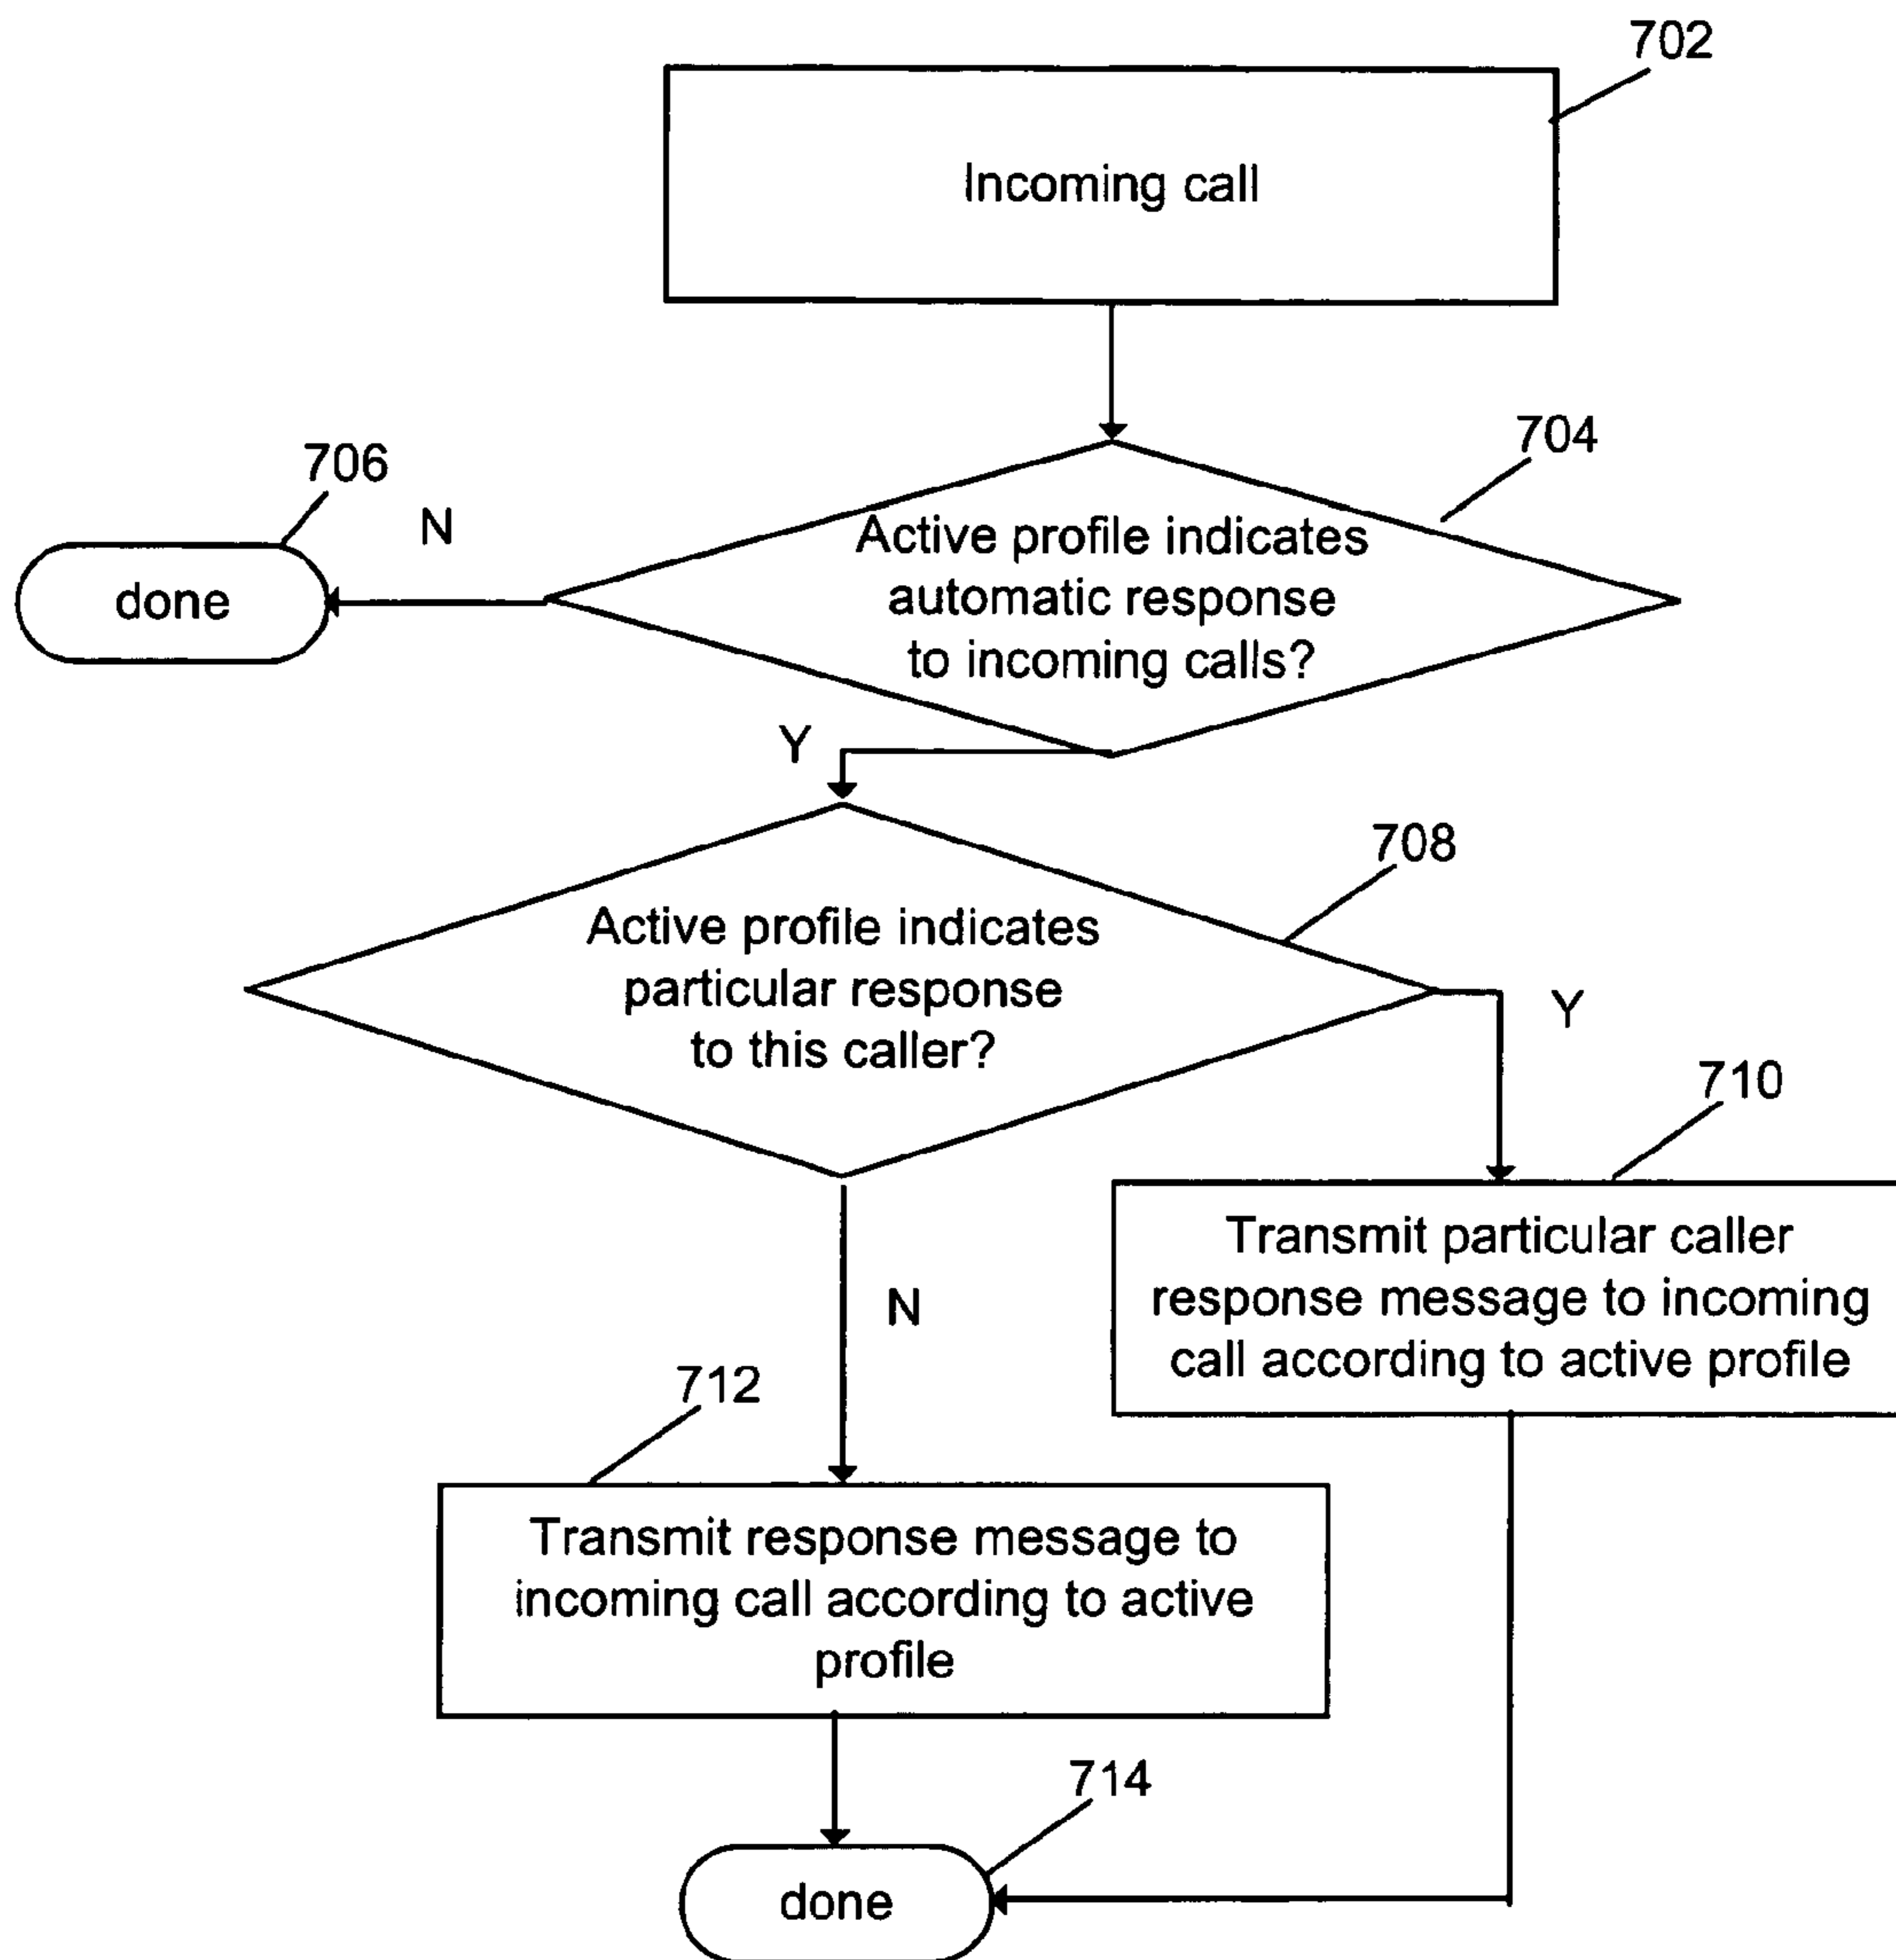 702
Incoming call
704
706
N
Active profile indicates
automatic response
to incoming calls?
done
Y
708
Active profile indicates
particular response
to this caller?
Y
710
Transmit particular caller
response message to incoming
call according to active profile
N
712
Transmit response message to
incoming call according to active
profile
714
done